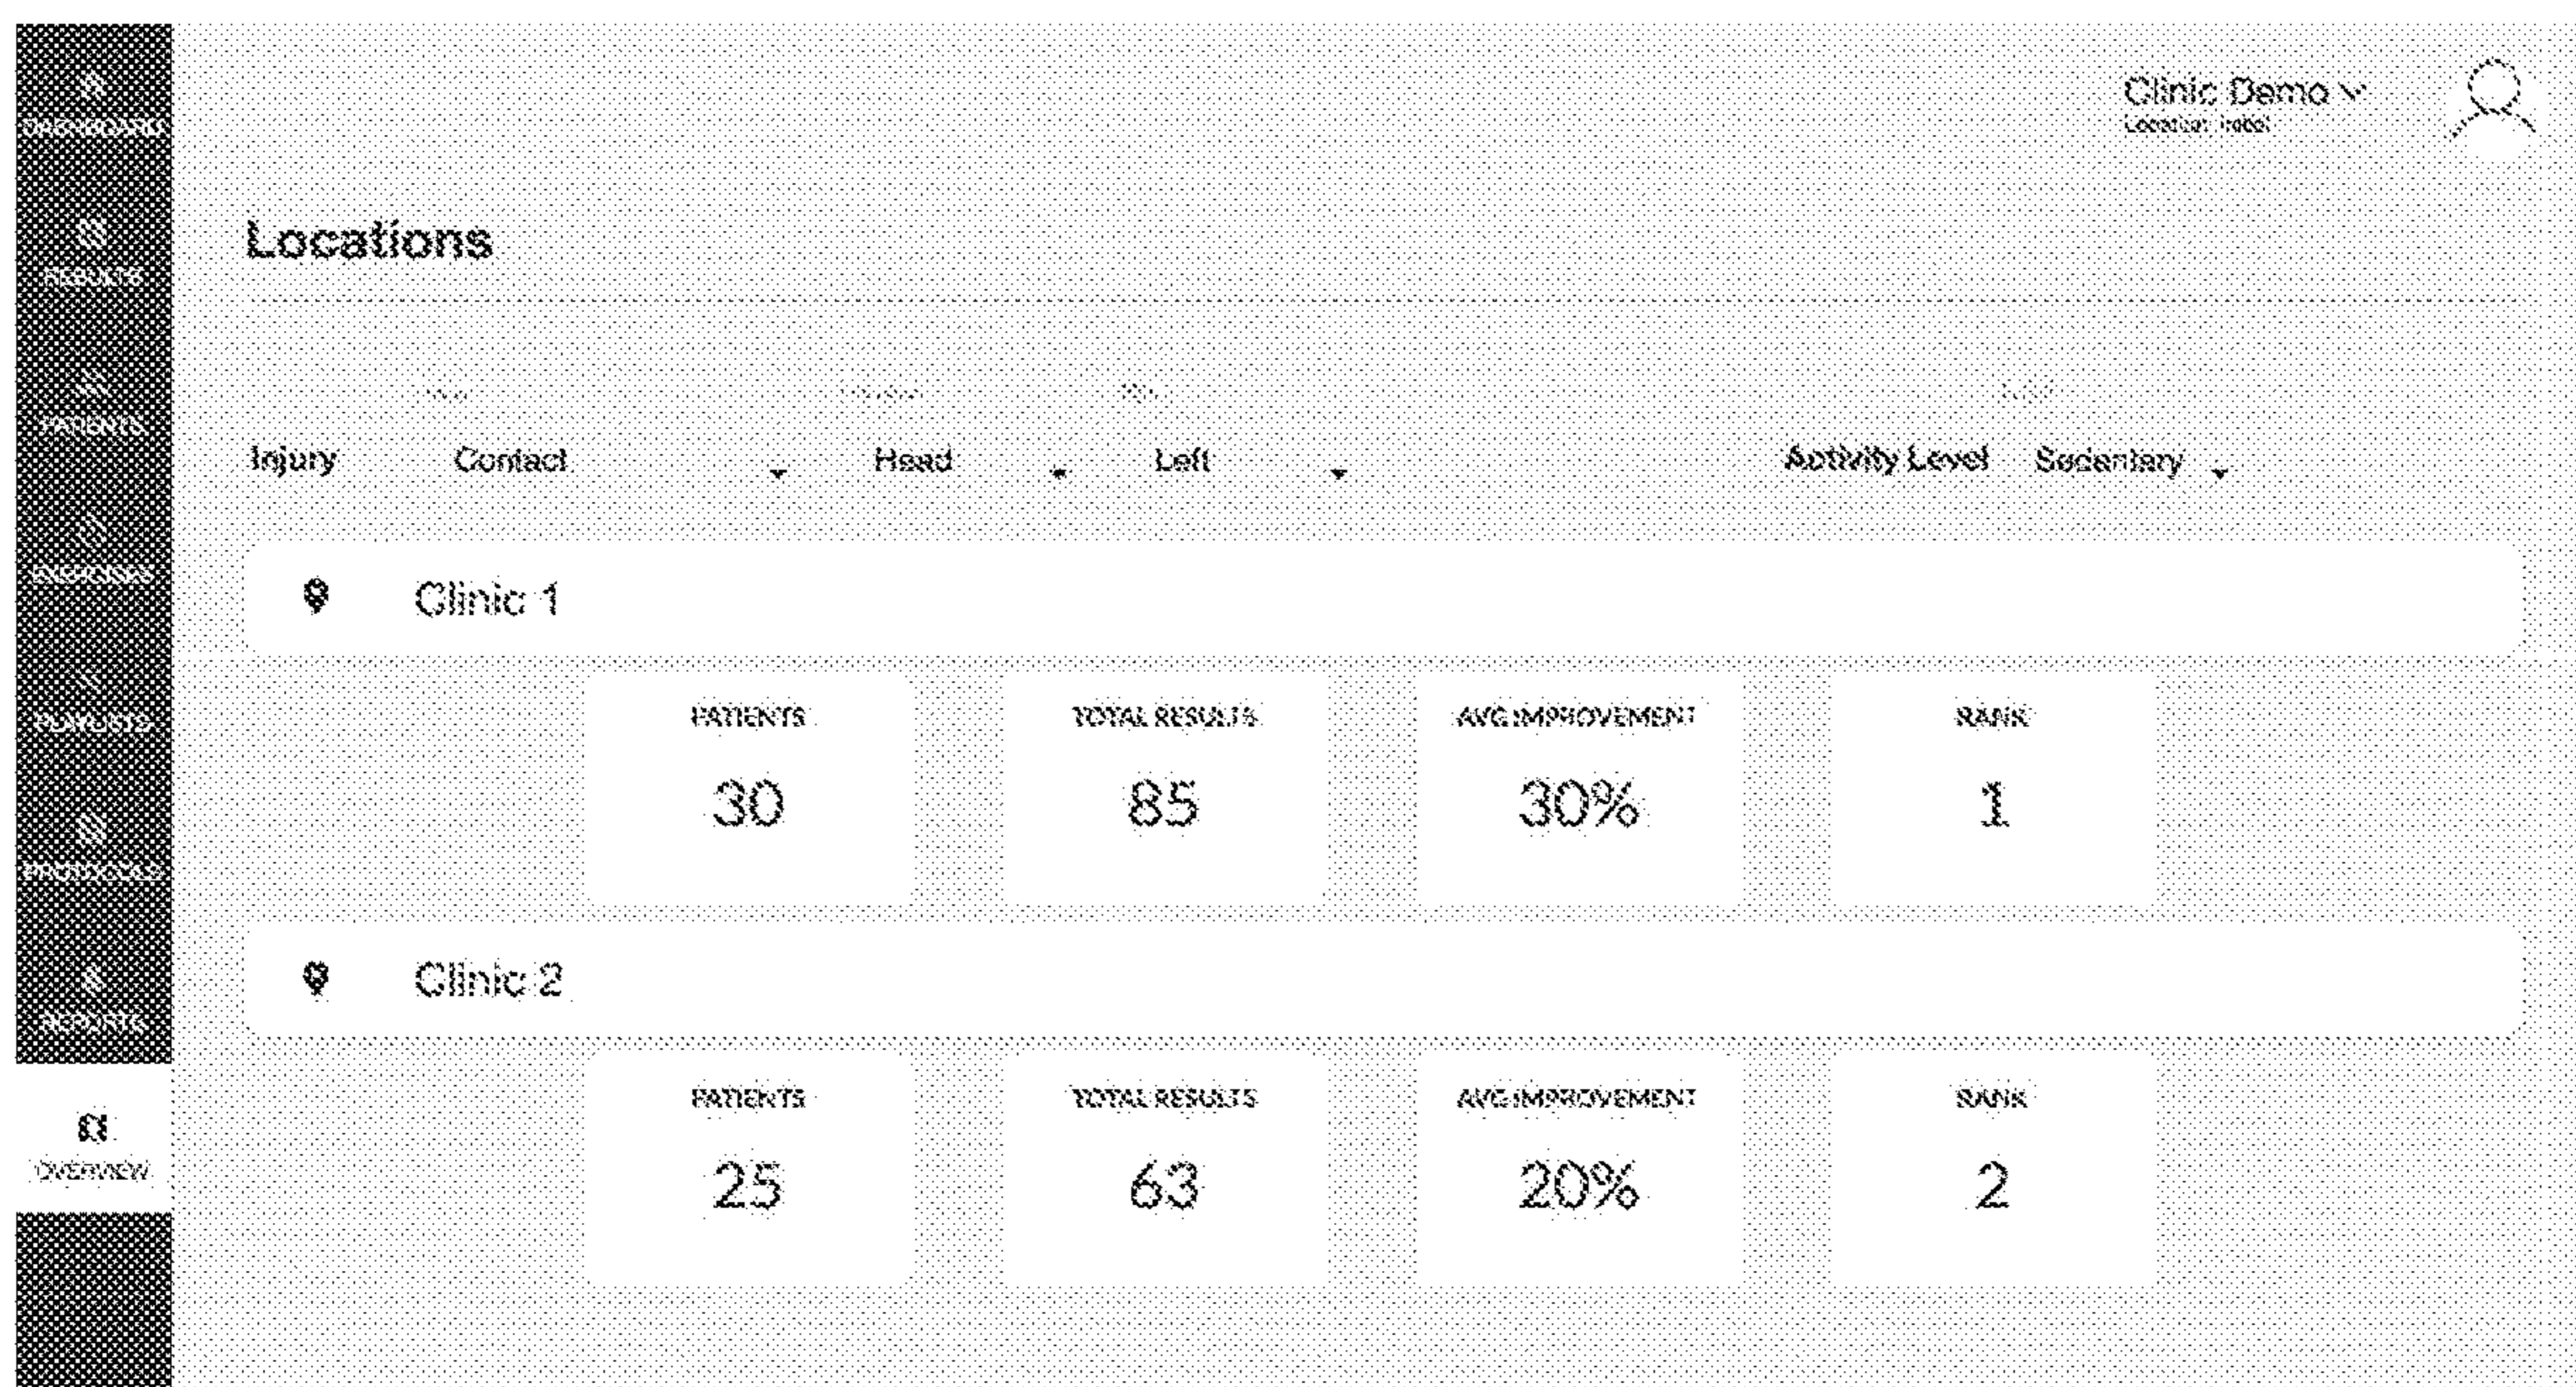 DASHBOARD
RESULTS
PATIENTS
EXERCISES
PLAYLISTS
PROTOCOLS
REPORTS
OVERVIEW
Clinic Demo
Location:
Locations
Injury Contact Head Left Activity Level Sedentary
Clinic 1
PATIENTS TOTAL RESULTS AVG IMPROVEMENT RANK
30 85 30% 1
Clinic 2
PATIENTS TOTAL RESULTS AVG IMPROVEMENT RANK
25 63 20% 2